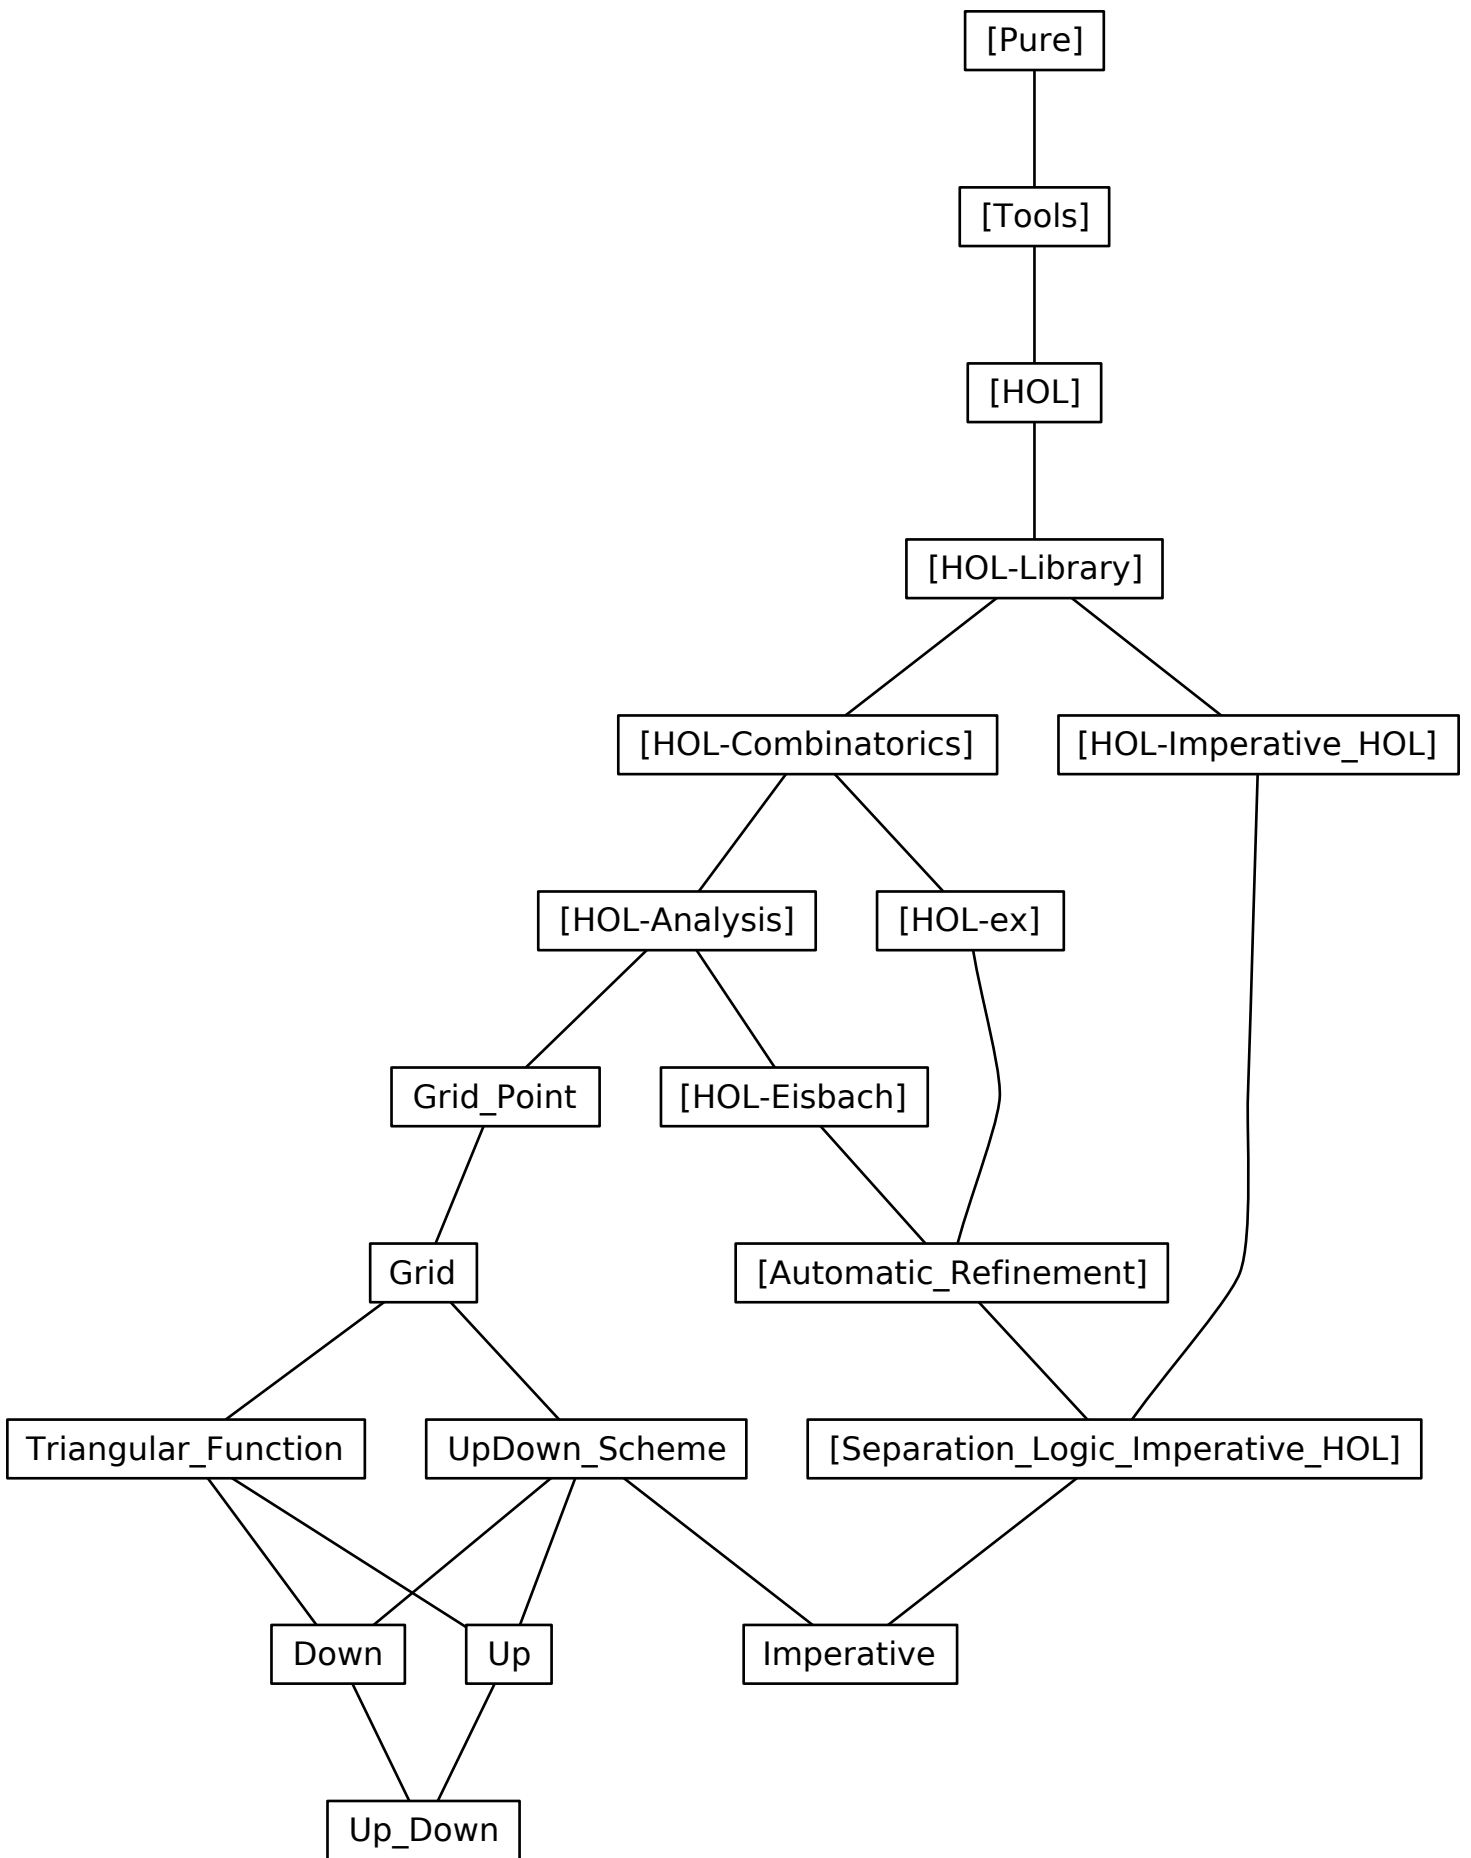 [Pure]
[Tools]
[HOL]
[HOL-Library]
[HOL-Combinatorics]
[HOL-Imperative_HOL]
[HOL-Analysis]
[HOL-ex]
Grid_Point
[HOL-Eisbach]
Grid
[Automatic_Refinement]
Triangular_Function
UpDown_Scheme
[Separation_Logic_Imperative_HOL]
Down
Up
Imperative
Up_Down